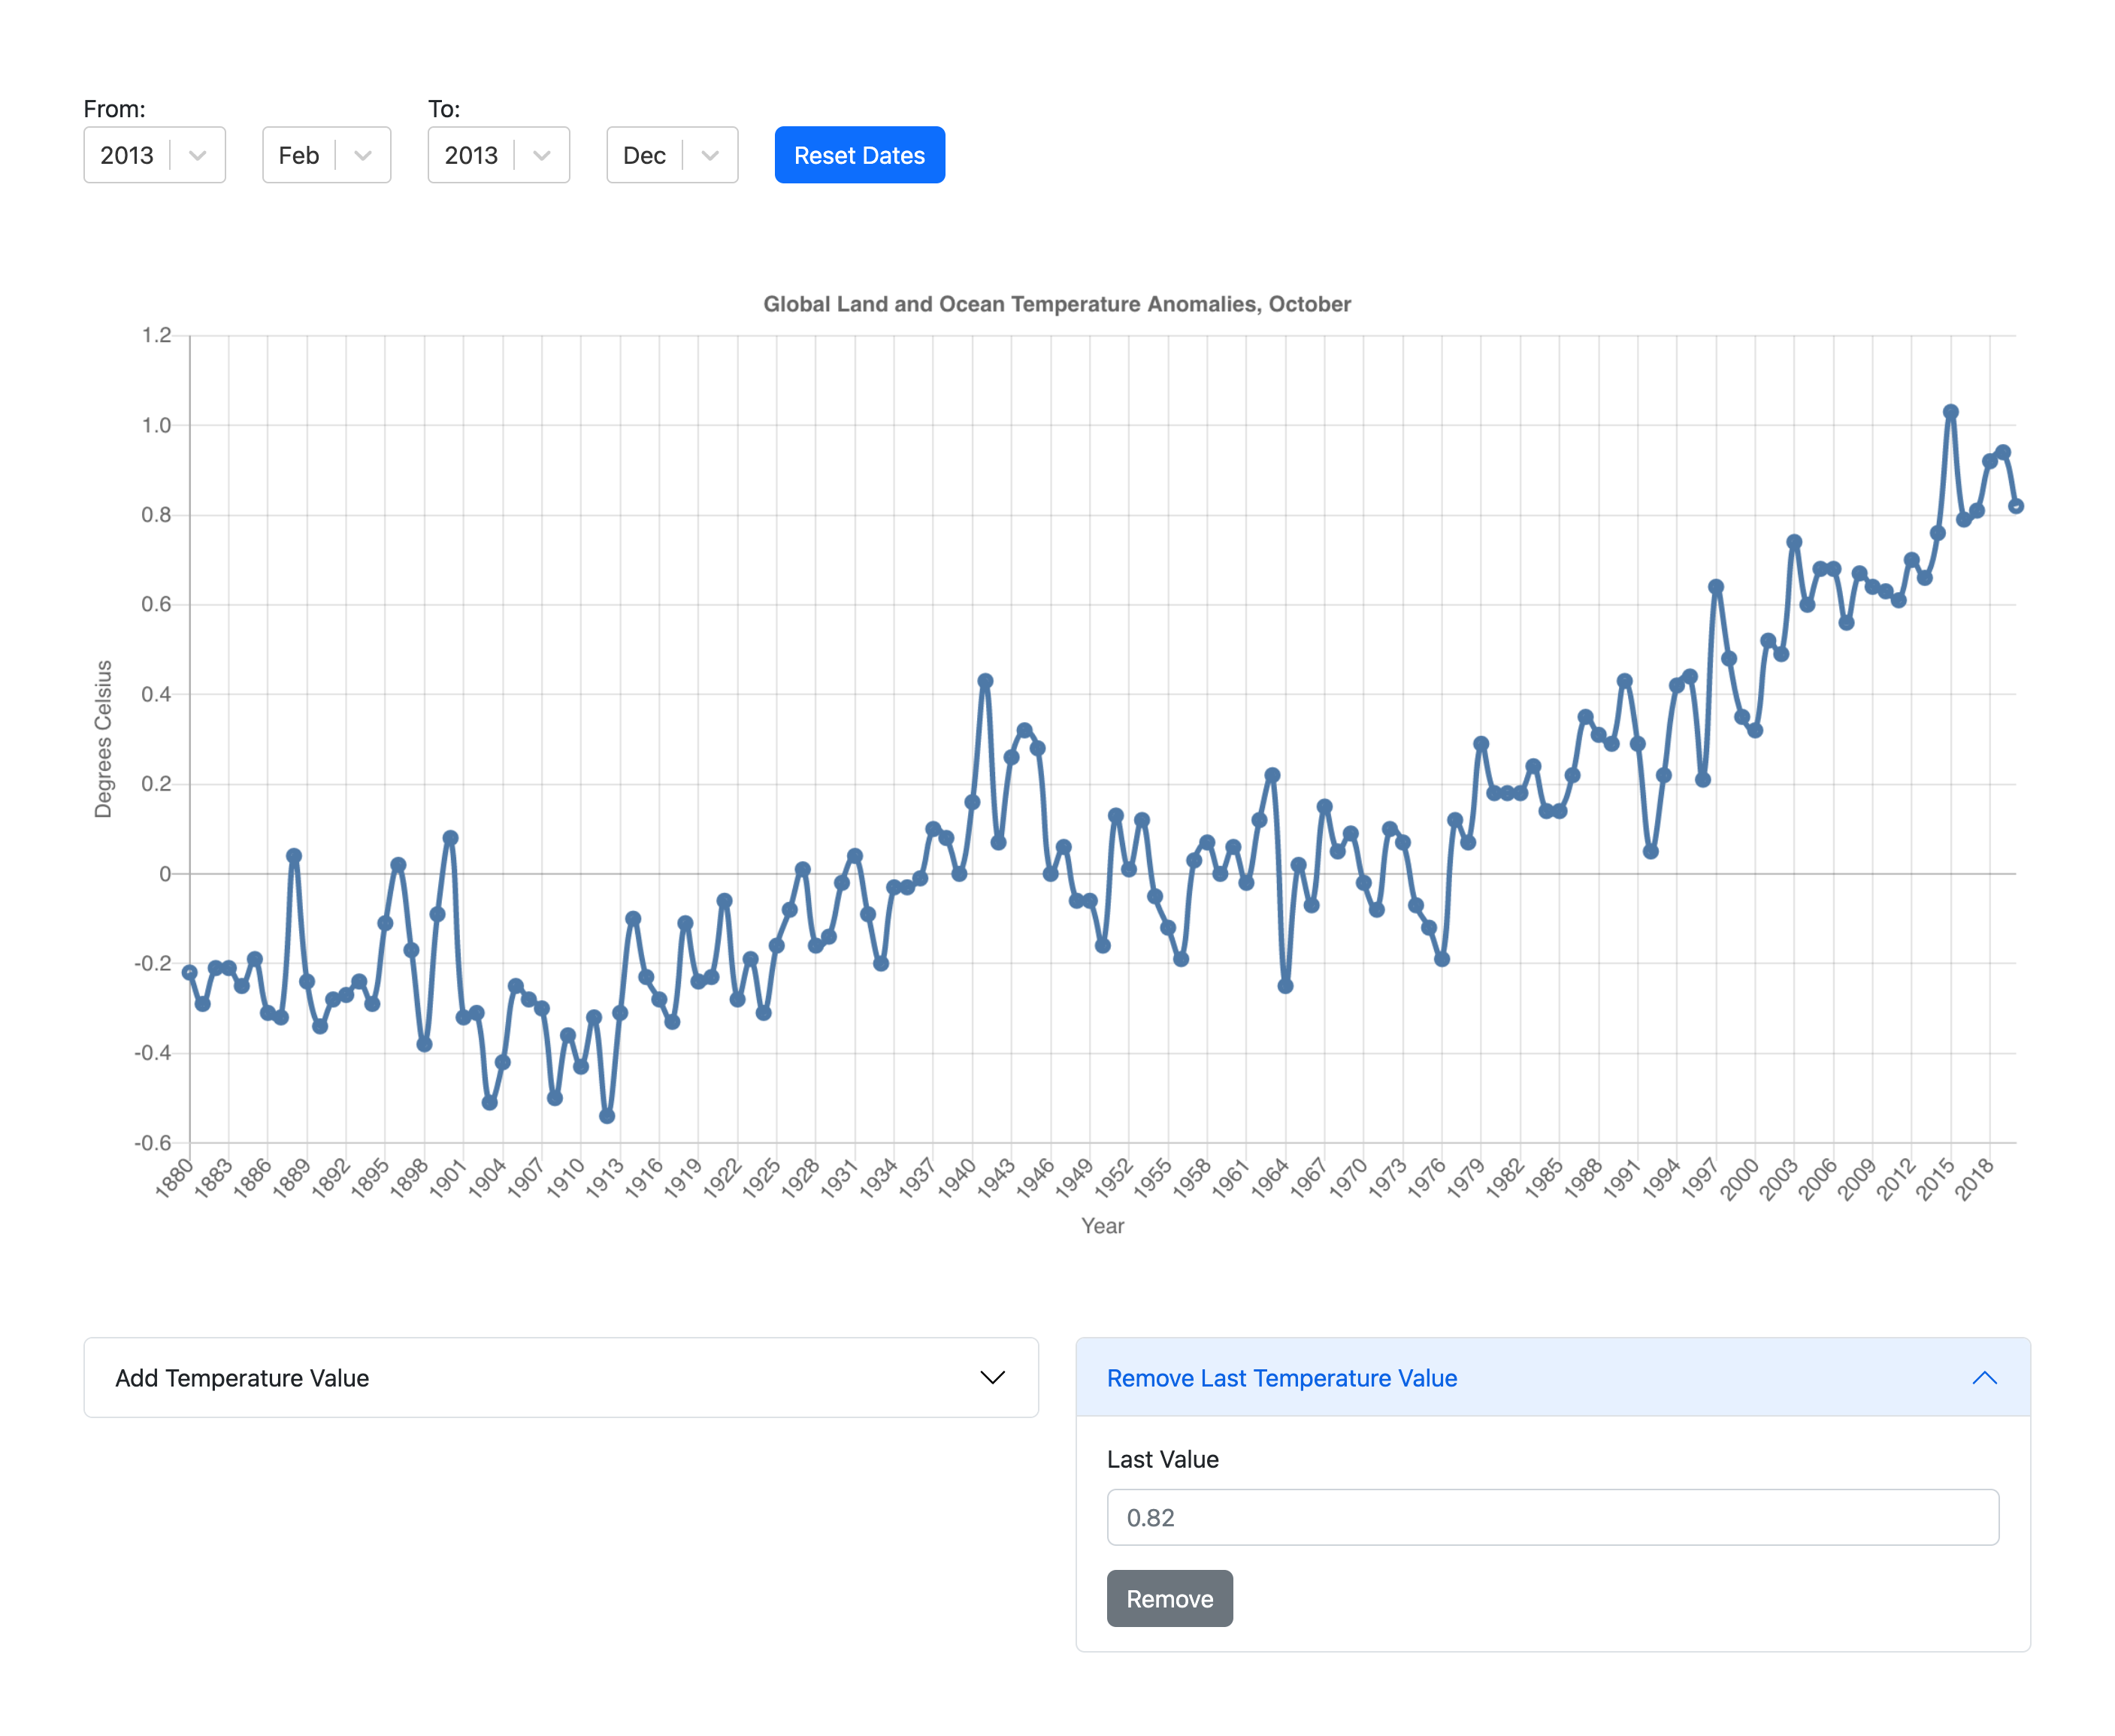 From: To:
2013 Feb 2013 Dec Reset Dates
Global Land and Ocean Temperature Anomalies, October
1.2
1.0
0.8
0.6
0.4
0.2
0
-0.2
-0.4
-0.6
Degrees Celsius
1880 1883 1886 1889 1892 1895 1898 1901 1904 1907 1910 1913 1916 1919 1922 1925 1928 1931 1934 1937 1940 1943 1946 1949 1952 1955 1958 1961 1964 1967 1970 1973 1976 1979 1982 1985 1988 1991 1994 1997 2000 2003 2006 2009 2012 2015 2018
Year
Add Temperature Value
Remove Last Temperature Value
Last Value
0.82
Remove